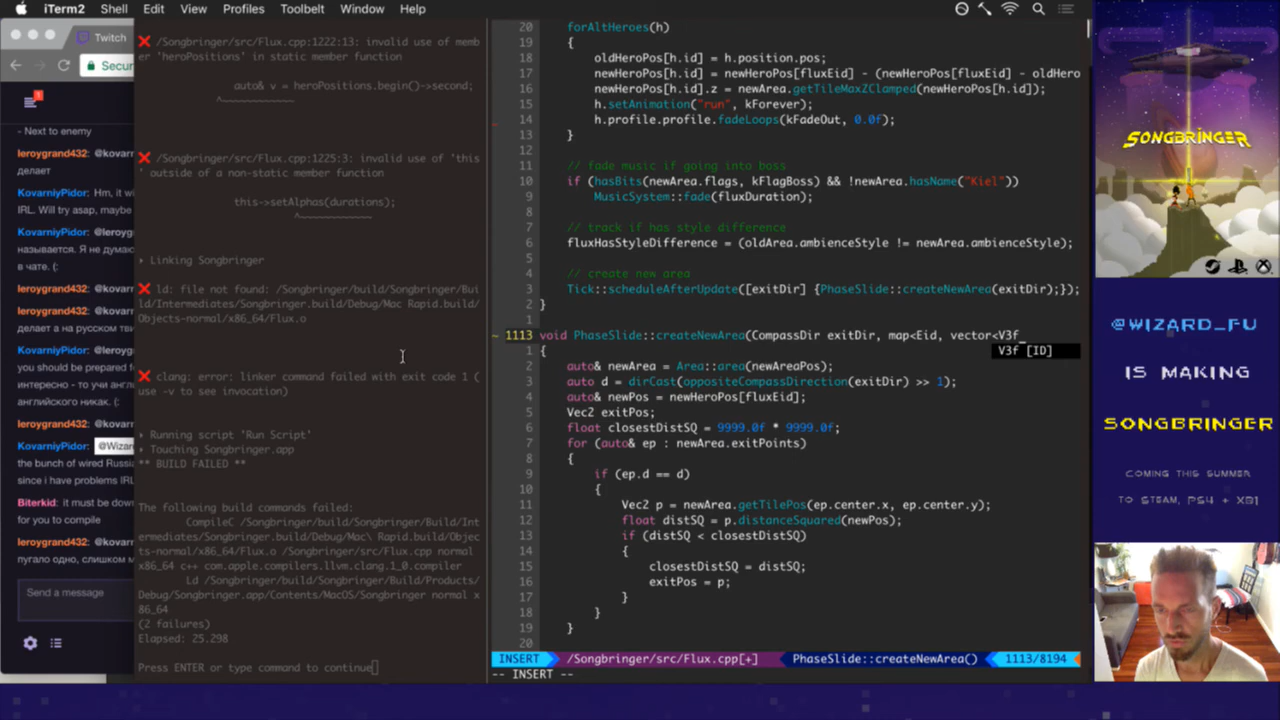 iTerm2 Shell Edit View Profiles Toolbelt Window Help
Twitch
Secur
1
- Next to enemy
leroygrand432: @kovar
делает
KovarniyPidor: Hm, it wi
IRL. Will try asap, maybe
KovarniyPidor: @leroy
называется. Я не думаю
в чате. (:
leroygrand432: @kovar
leroygrand432: @kovar
делает а на русском тви
KovarniyPidor: @leroyg
you should be prepared f
интересно - то учи англ
английского никак. (:
leroygrand432: @kovar
KovarniyPidor: @Wizar
the bunch of wired Russia
since i have problems IRL
Biterkid: it must be dow
for you to compile
leroygrand432: @kovar
пугало одно, слишком м
Send a message
❌ /Songbringer/src/Flux.cpp:1222:13: invalid use of memb
er 'heroPositions' in static member function
auto& v = heroPositions.begin()->second;
^~~~~~~~~~~~~
❌ /Songbringer/src/Flux.cpp:1225:3: invalid use of 'this
' outside of a non-static member function
this->setAlphas(durations);
^~~~~~~~~~~~~
▸ Linking Songbringer
❌ ld: file not found: /Songbringer/build/Songbringer/Bui
ld/Intermediates/Songbringer.build/Debug/Mac Rapid.build/
Objects-normal/x86_64/Flux.o
❌ clang: error: linker command failed with exit code 1 (
use -v to see invocation)
▸ Running script 'Run Script'
▸ Touching Songbringer.app
** BUILD FAILED **
The following build commands failed:
CompileC /Songbringer/build/Songbringer/Build/Int
ermediates/Songbringer.build/Debug/Mac\ Rapid.build/Objec
ts-normal/x86_64/Flux.o /Songbringer/src/Flux.cpp normal
x86_64 c++ com.apple.compilers.llvm.clang.1_0.compiler
Ld /Songbringer/build/Songbringer/Build/Products/
Debug/Songbringer.app/Contents/MacOS/Songbringer normal x
86_64
(2 failures)
Elapsed: 25.298
Press ENTER or type command to continue
20 forAltHeroes(h)
19 {
18 oldHeroPos[h.id] = h.position.pos;
17 newHeroPos[h.id] = newHeroPos[fluxEid] - (newHeroPos[fluxEid] - oldHero
16 newHeroPos[h.id].z = newArea.getTileMaxZClamped(newHeroPos[h.id]);
15 h.setAnimation("run", kForever);
14 h.profile.profile.fadeLoops(kFadeOut, 0.0f);
13 }
12
11 // fade music if going into boss
10 if (hasBits(newArea.flags, kFlagBoss) && !newArea.hasName("Kiel"))
9 MusicSystem::fade(fluxDuration);
8
7 // track if has style difference
6 fluxHasStyleDifference = (oldArea.ambienceStyle != newArea.ambienceStyle);
5
4 // create new area
3 Tick::scheduleAfterUpdate([exitDir] {PhaseSlide::createNewArea(exitDir);});
2 }
1
~ 1113 void PhaseSlide::createNewArea(CompassDir exitDir, map<Eid, vector<V3f
1 {
V3f [ID]
2 auto& newArea = Area::area(newAreaPos);
3 auto d = dirCast(oppositeCompassDirection(exitDir) >> 1);
4 auto& newPos = newHeroPos[fluxEid];
5 Vec2 exitPos;
6 float closestDistSQ = 9999.0f * 9999.0f;
7 for (auto& ep : newArea.exitPoints)
8 {
9 if (ep.d == d)
10 {
11 Vec2 p = newArea.getTilePos(ep.center.x, ep.center.y);
12 float distSQ = p.distanceSquared(newPos);
13 if (distSQ < closestDistSQ)
14 {
15 closestDistSQ = distSQ;
16 exitPos = p;
17 }
18 }
19 }
20
INSERT /Songbringer/src/Flux.cpp[+] PhaseSlide::createNewArea() 1113/8194
-- INSERT --
SONGBRINGER
@WIZARD_FU
IS MAKING
SONGBRINGER
COMING THIS SUMMER
TO STEAM, PS4 + XB1